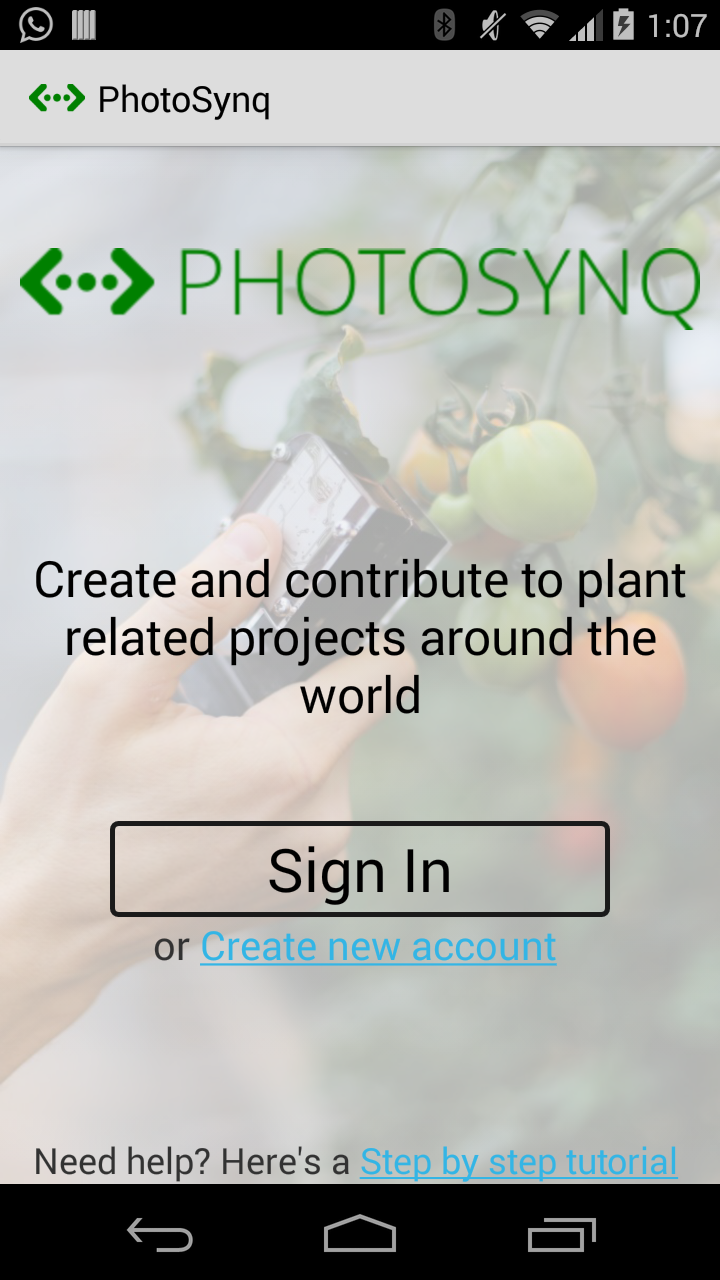 1:07
PhotoSynq
PHOTOSYNQ
Create and contribute to plant
related projects around the
world
Sign In
or Create new account
Need help? Here's a Step by step tutorial